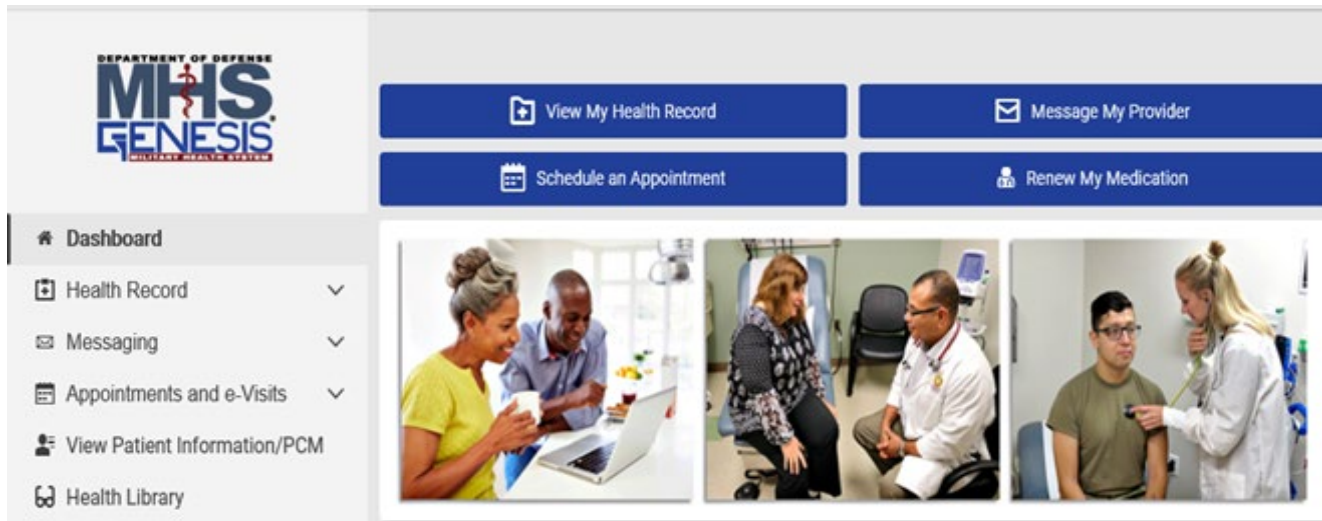 DEPARTMENT OF DEFENSE
MHS
GENESIS
MILITARY HEALTH SYSTEM
View My Health Record
Message My Provider
Schedule an Appointment
Renew My Medication
Dashboard
Health Record
Messaging
Appointments and e-Visits
View Patient Information/PCM
Health Library